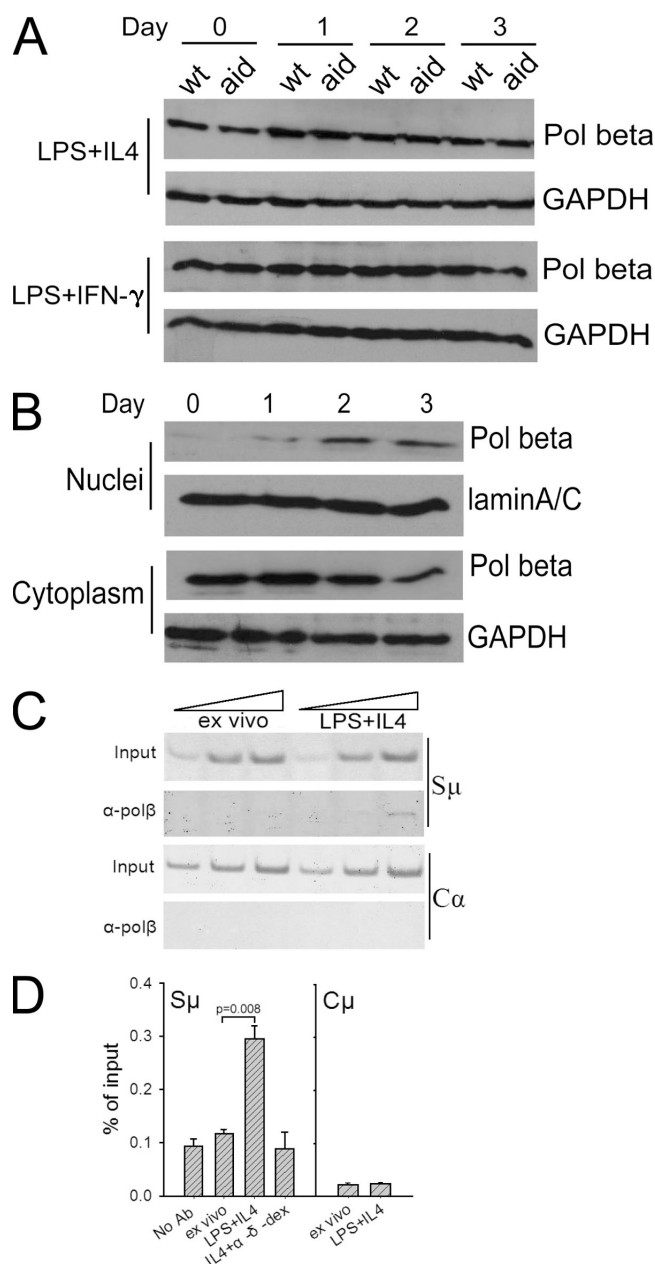 A
Day 0 1 2 3
wt aid wt aid wt aid wt aid
LPS+IL4
Pol beta
GAPDH
LPS+IFN-γ
Pol beta
GAPDH
B
Day 0 1 2 3
Nuclei
Pol beta
laminA/C
Cytoplasm
Pol beta
GAPDH
C
ex vivo LPS+IL4
Input
α-polβ
Sμ
Input
α-polβ
Cα
D
Sμ
Cμ
p=0.008
% of input
0.4
0.3
0.2
0.1
0.0
No Ab
ex vivo
LPS+IL4
IL4+α -δ -dex
ex vivo
LPS+IL4